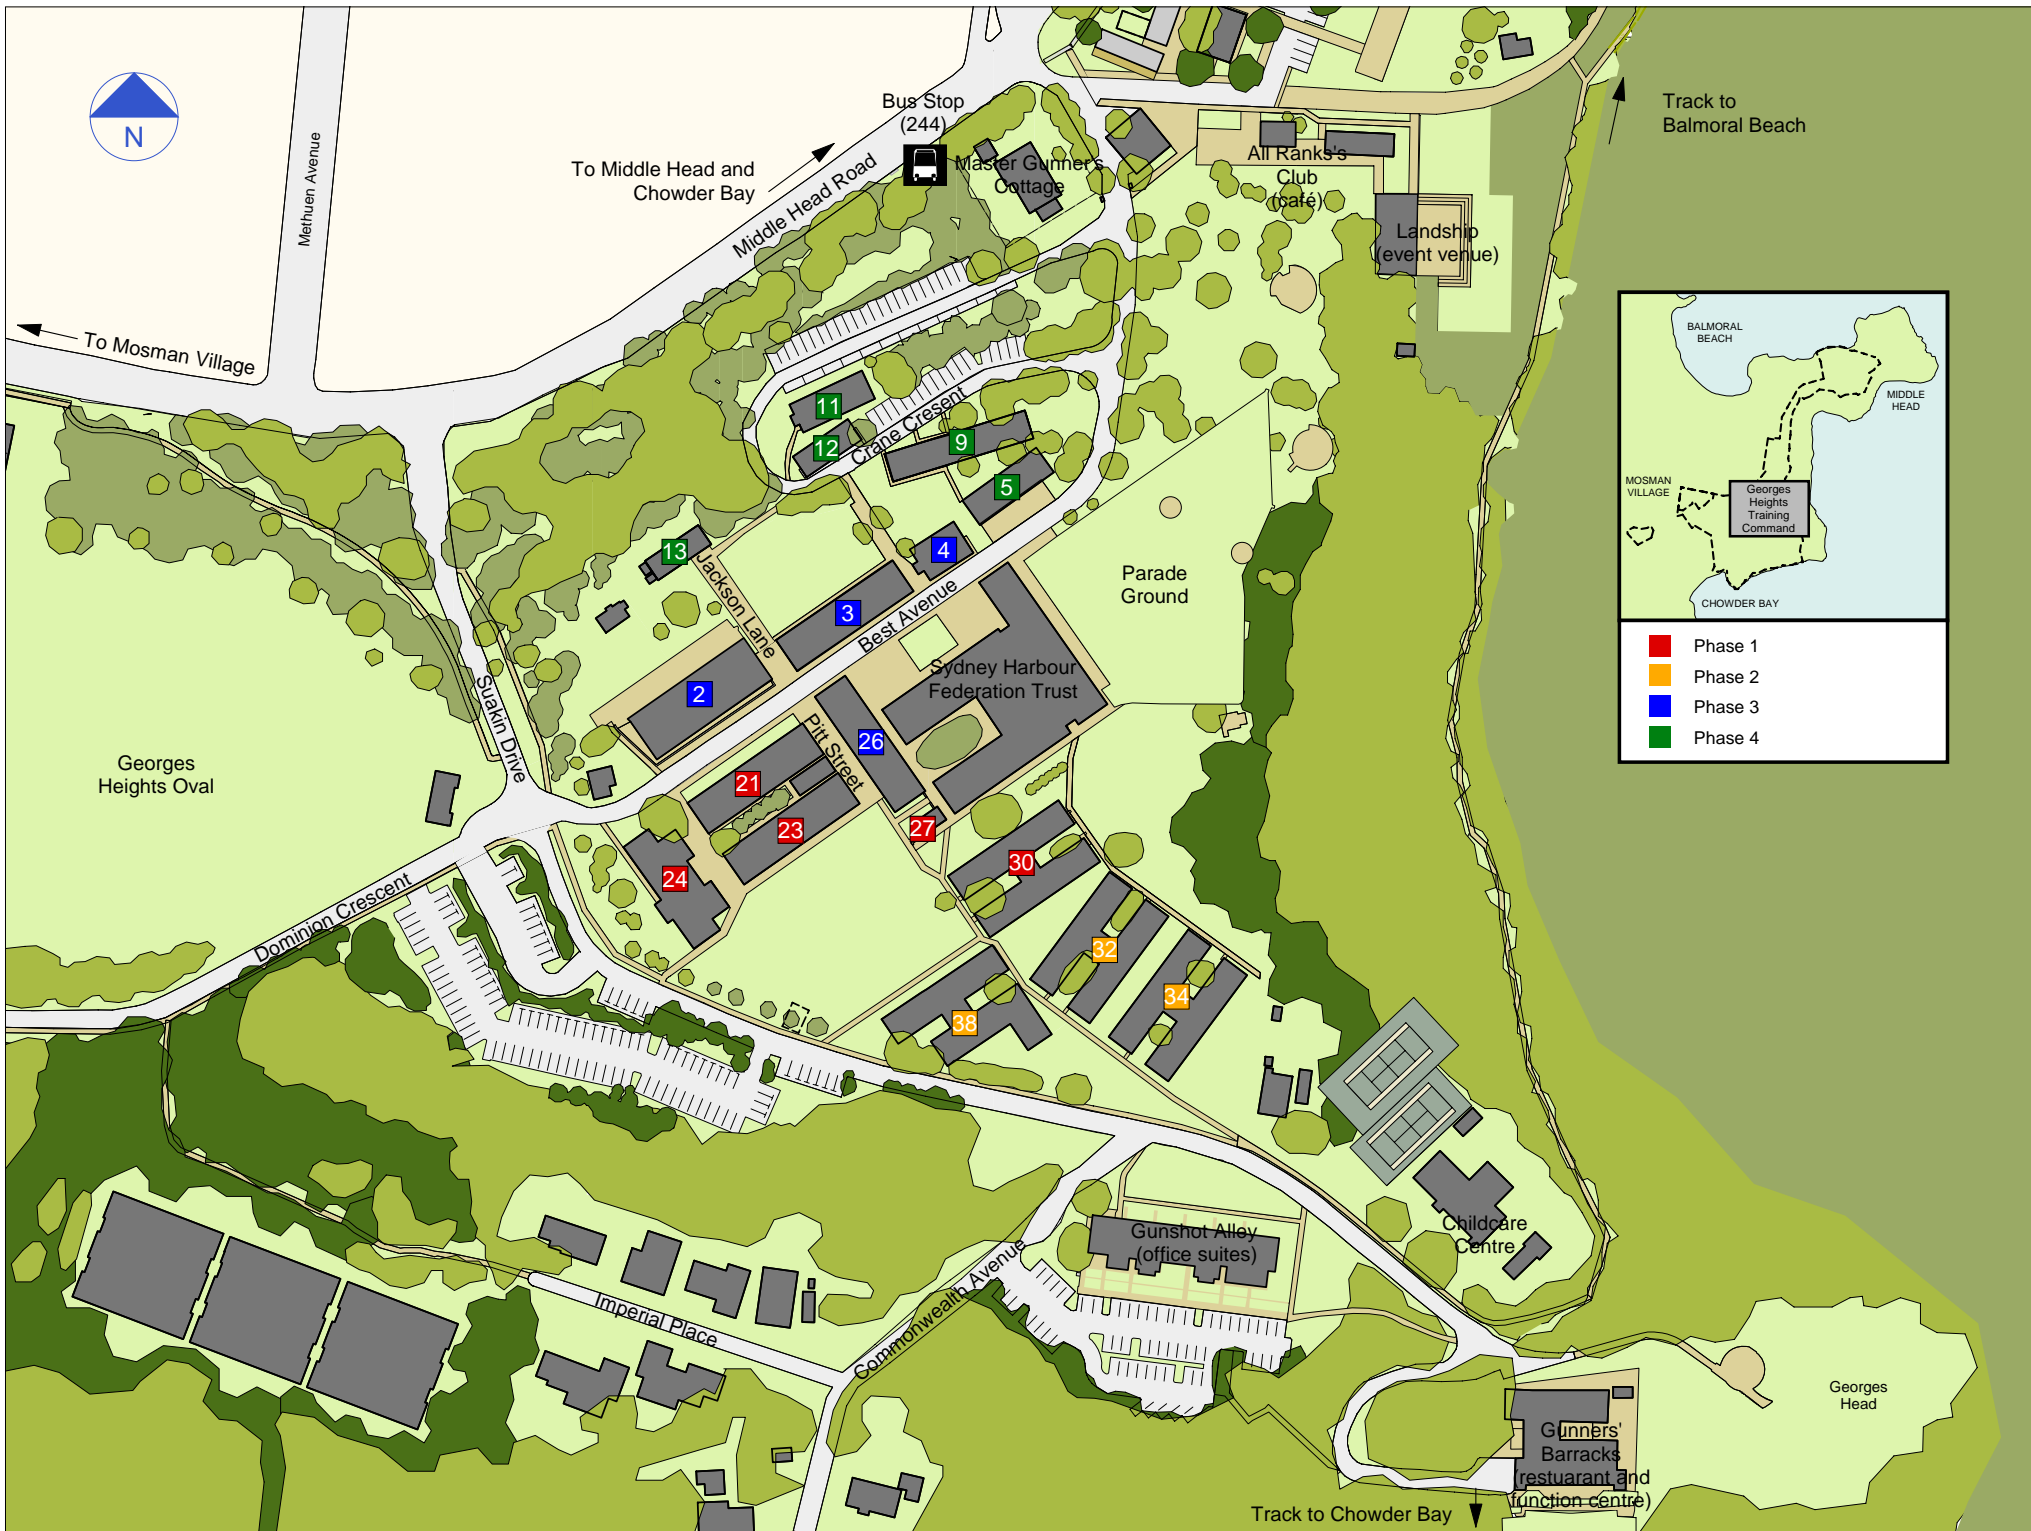 N
Methuen Avenue
Bus Stop
(244)
To Middle Head and
Chowder Bay
Middle Head Road
Master Gunner's
Cottage
All Ranks's
Club
(café)
Landship
(event venue)
Track to
Balmoral Beach
To Mosman Village
BALMORAL
BEACH
MIDDLE
HEAD
MOSMAN
VILLAGE
Georges
Heights
Training
Command
CHOWDER BAY
Phase 1
Phase 2
Phase 3
Phase 4
11
12
Crane Cresent
9
5
13
4
Jackson Lane
3
Best Avenue
Parade
Ground
2
Sydney Harbour
Federation Trust
Suakin Drive
Pitt Street
26
21
23
27
24
30
32
34
38
Georges
Heights Oval
Dominion Crescent
Gunshot Alley
(office suites)
Childcare
Centre
Imperial Place
Commonwealth Avenue
Georges
Head
Gunners'
Barracks
(restuarant and
function centre)
Track to Chowder Bay